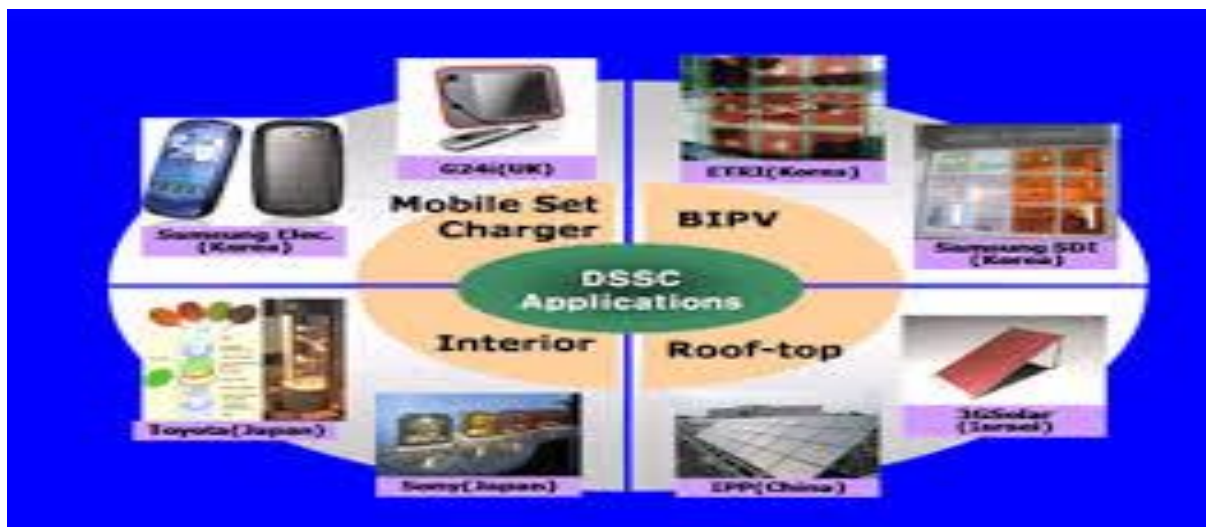 G24i(UK)
ETRI(Korea)
Mobile Set
Charger
BIPV
Samsung Elec.
(Korea)
Samsung SDI
(Korea)
DSSC
Applications
Interior
Roof-top
Toyota(Japan)
3GSolar
(Israel)
Sony(Japan)
IPP(China)